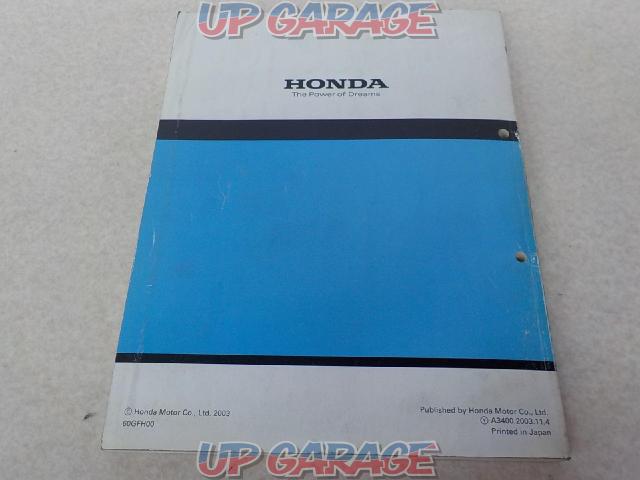 UP GARAGE
HONDA
The Power of Dreams
© Honda Motor Co., Ltd. 2003
60GFH00
Published by Honda Motor Co., Ltd.
Ⓨ A3400.2003.11.4
Printed in Japan
UP GARAGE